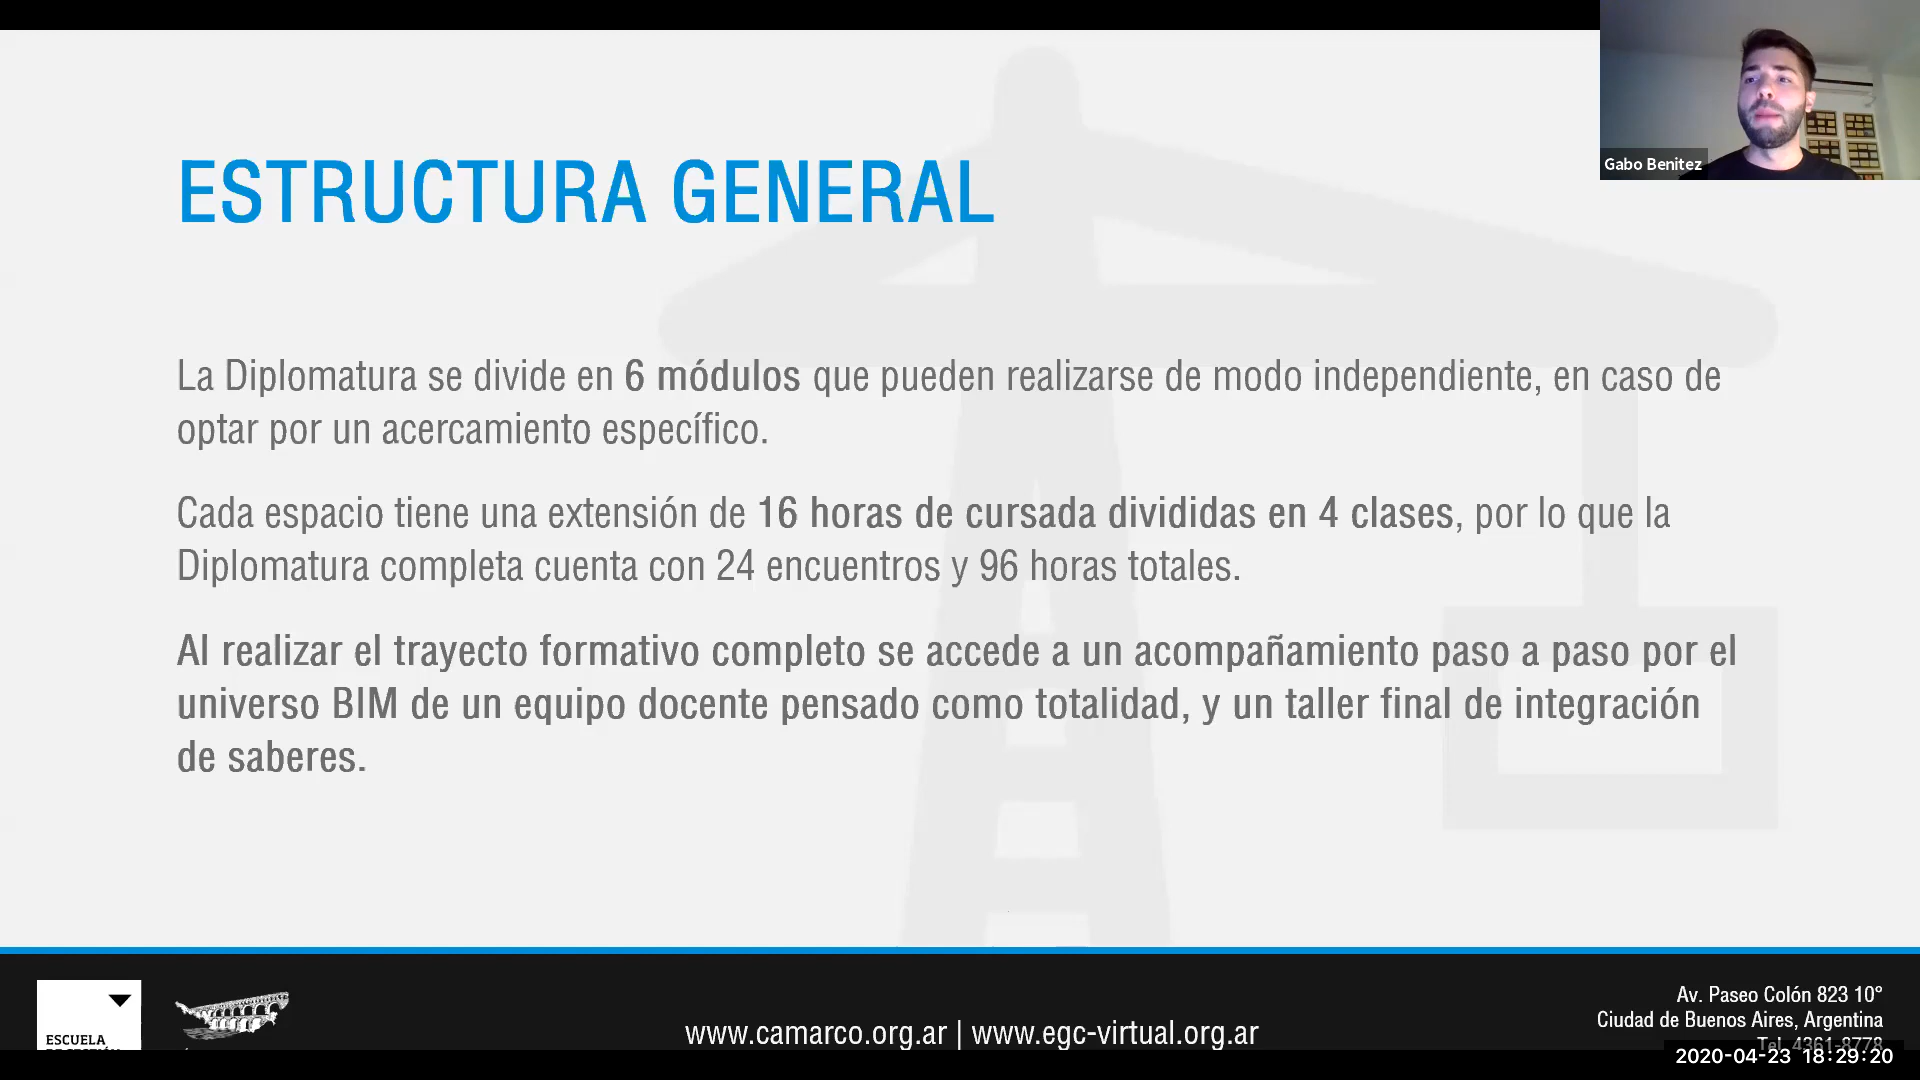 Gabo Benitez
ESTRUCTURA GENERAL
La Diplomatura se divide en 6 módulos que pueden realizarse de modo independiente, en caso de
optar por un acercamiento específico.
Cada espacio tiene una extensión de 16 horas de cursada divididas en 4 clases, por lo que la
Diplomatura completa cuenta con 24 encuentros y 96 horas totales.
Al realizar el trayecto formativo completo se accede a un acompañamiento paso a paso por el
universo BIM de un equipo docente pensado como totalidad, y un taller final de integración
de saberes.
ESCUELA
www.camarco.org.ar | www.egc-virtual.org.ar
Av. Paseo Colón 823 10°
Ciudad de Buenos Aires, Argentina
Tel. 4361-8778
2020-04-23 18:29:20